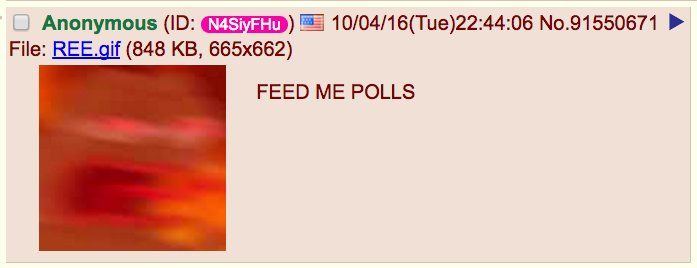 Anonymous (ID: N4SiyFHu) 10/04/16(Tue)22:44:06 No.91550671
File: REE.gif (848 KB, 665x662)
FEED ME POLLS